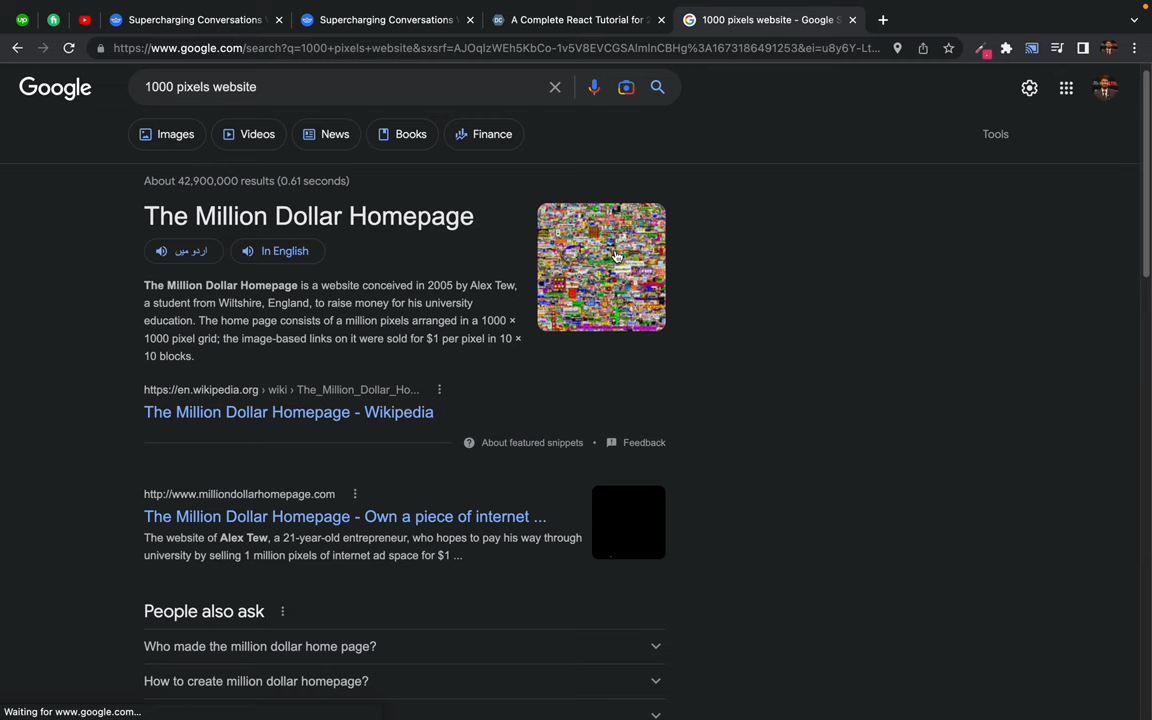 Supercharging Conversations
Supercharging Conversations
A Complete React Tutorial for 2
1000 pixels website - Google S
https://www.google.com/search?q=1000+pixels+website&sxsrf=AJOqlzWEh5KbCo-1v5V8EVCGSAlmlnCBHg%3A1673186491253&ei=u8y6Y-Lt...
Google
1000 pixels website
Images
Videos
News
Books
Finance
Tools
About 42,900,000 results (0.61 seconds)
The Million Dollar Homepage
اردو میں
In English
The Million Dollar Homepage is a website conceived in 2005 by Alex Tew,
a student from Wiltshire, England, to raise money for his university
education. The home page consists of a million pixels arranged in a 1000 ×
1000 pixel grid; the image-based links on it were sold for $1 per pixel in 10 ×
10 blocks.
https://en.wikipedia.org › wiki › The_Million_Dollar_Ho...
The Million Dollar Homepage - Wikipedia
About featured snippets • Feedback
http://www.milliondollarhomepage.com
The Million Dollar Homepage - Own a piece of internet ...
The website of Alex Tew, a 21-year-old entrepreneur, who hopes to pay his way through
university by selling 1 million pixels of internet ad space for $1 ...
People also ask
Who made the million dollar home page?
How to create million dollar homepage?
Waiting for www.google.com...